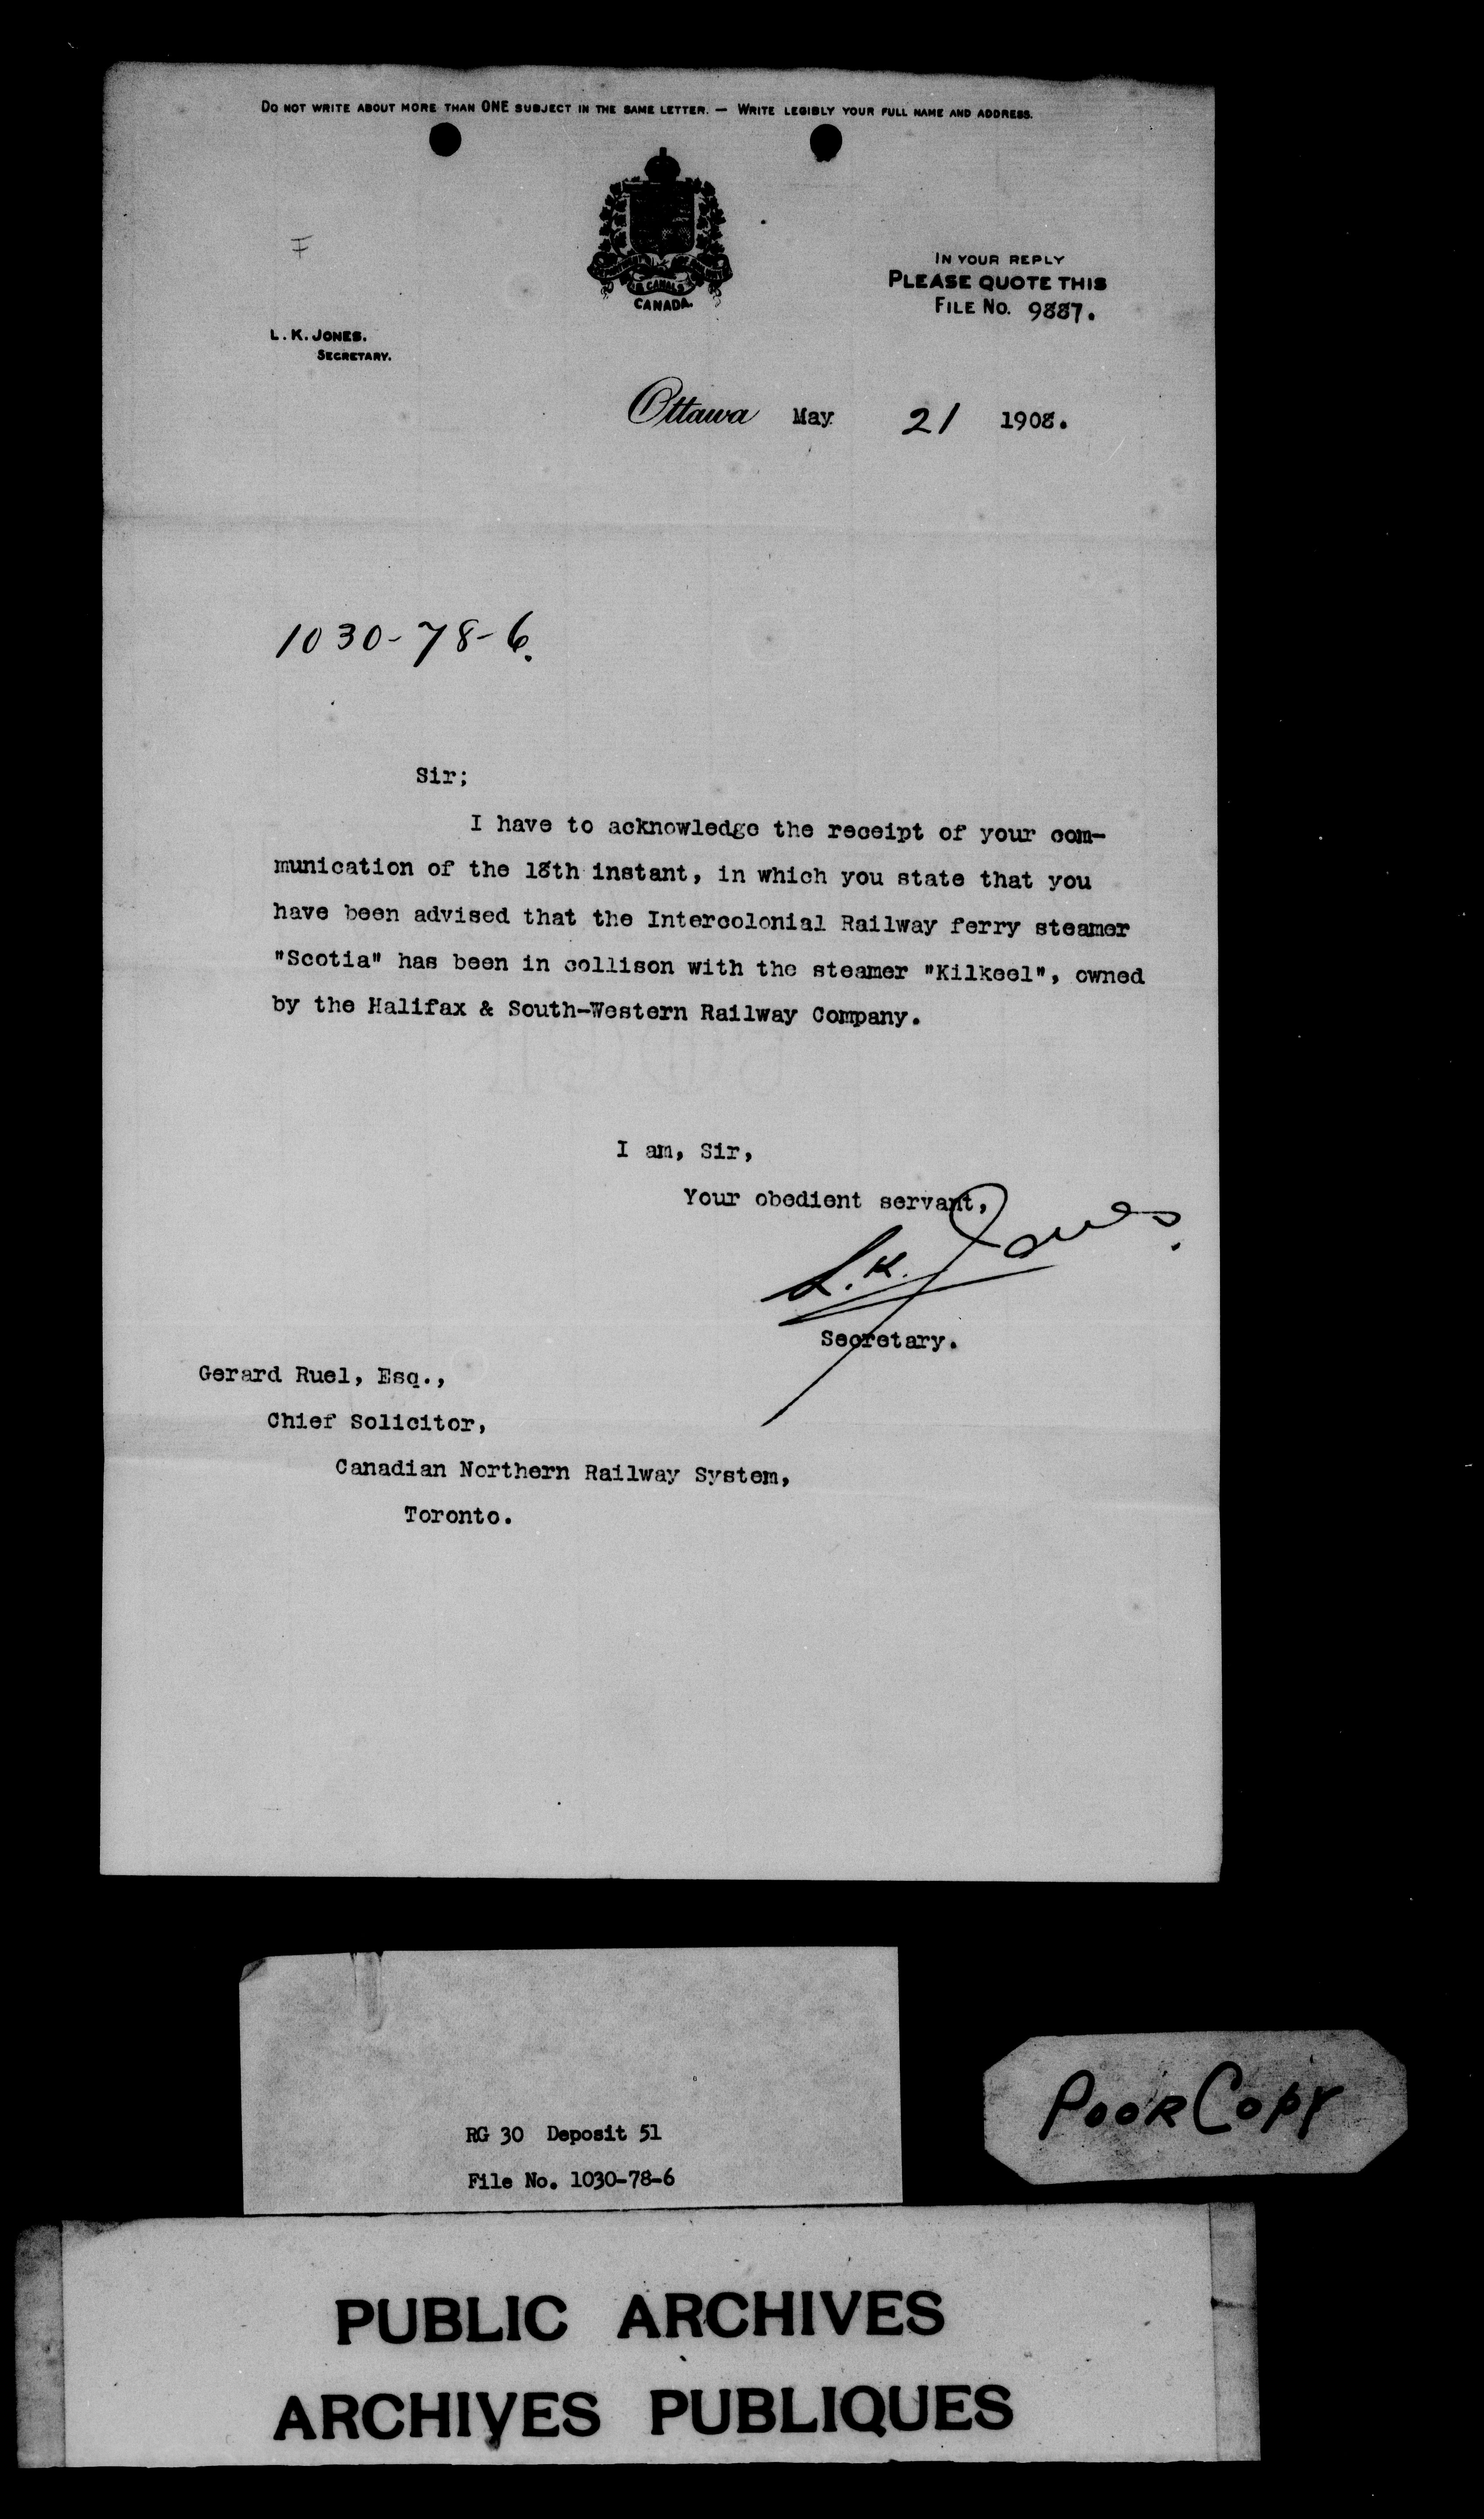 DO NOT WRITE ABOUT MORE THAN ONE SUBJECT IN THE SAME LETTER. — WRITE LEGIBLY YOUR FULL NAME AND ADDRESS.
CANALS
CANADA.
IN YOUR REPLY
PLEASE QUOTE THIS
FILE NO. 9887.
L. K. JONES.
SECRETARY.
Ottawa May 21 1908.
1030-78-6.
Sir;
I have to acknowledge the receipt of your com-
munication of the 18th instant, in which you state that you
have been advised that the Intercolonial Railway ferry steamer
"Scotia" has been in collison with the steamer "Kilkeel", owned
by the Halifax & South-Western Railway Company.
I am, Sir,
Your obedient servant,
L. K. Jones.
Secretary.
Gerard Ruel, Esq.,
Chief Solicitor,
Canadian Northern Railway System,
Toronto.
RG 30 Deposit 51
File No. 1030-78-6
POOR COPY
PUBLIC ARCHIVES
ARCHIVES PUBLIQUES